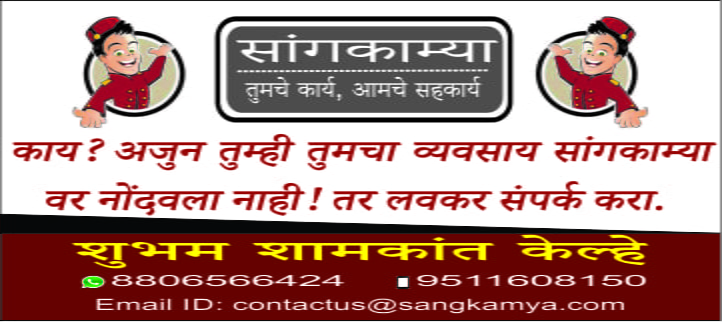 सांगकाम्या
तुमचे कार्य, आमचे सहकार्य
काय? अजुन तुम्ही तुमचा व्यवसाय सांगकाम्या
वर नोंदवला नाही! तर लवकर संपर्क करा.
शुभम शामकांत केल्हे
8806566424 9511608150
Email ID: contactus@sangkamya.com